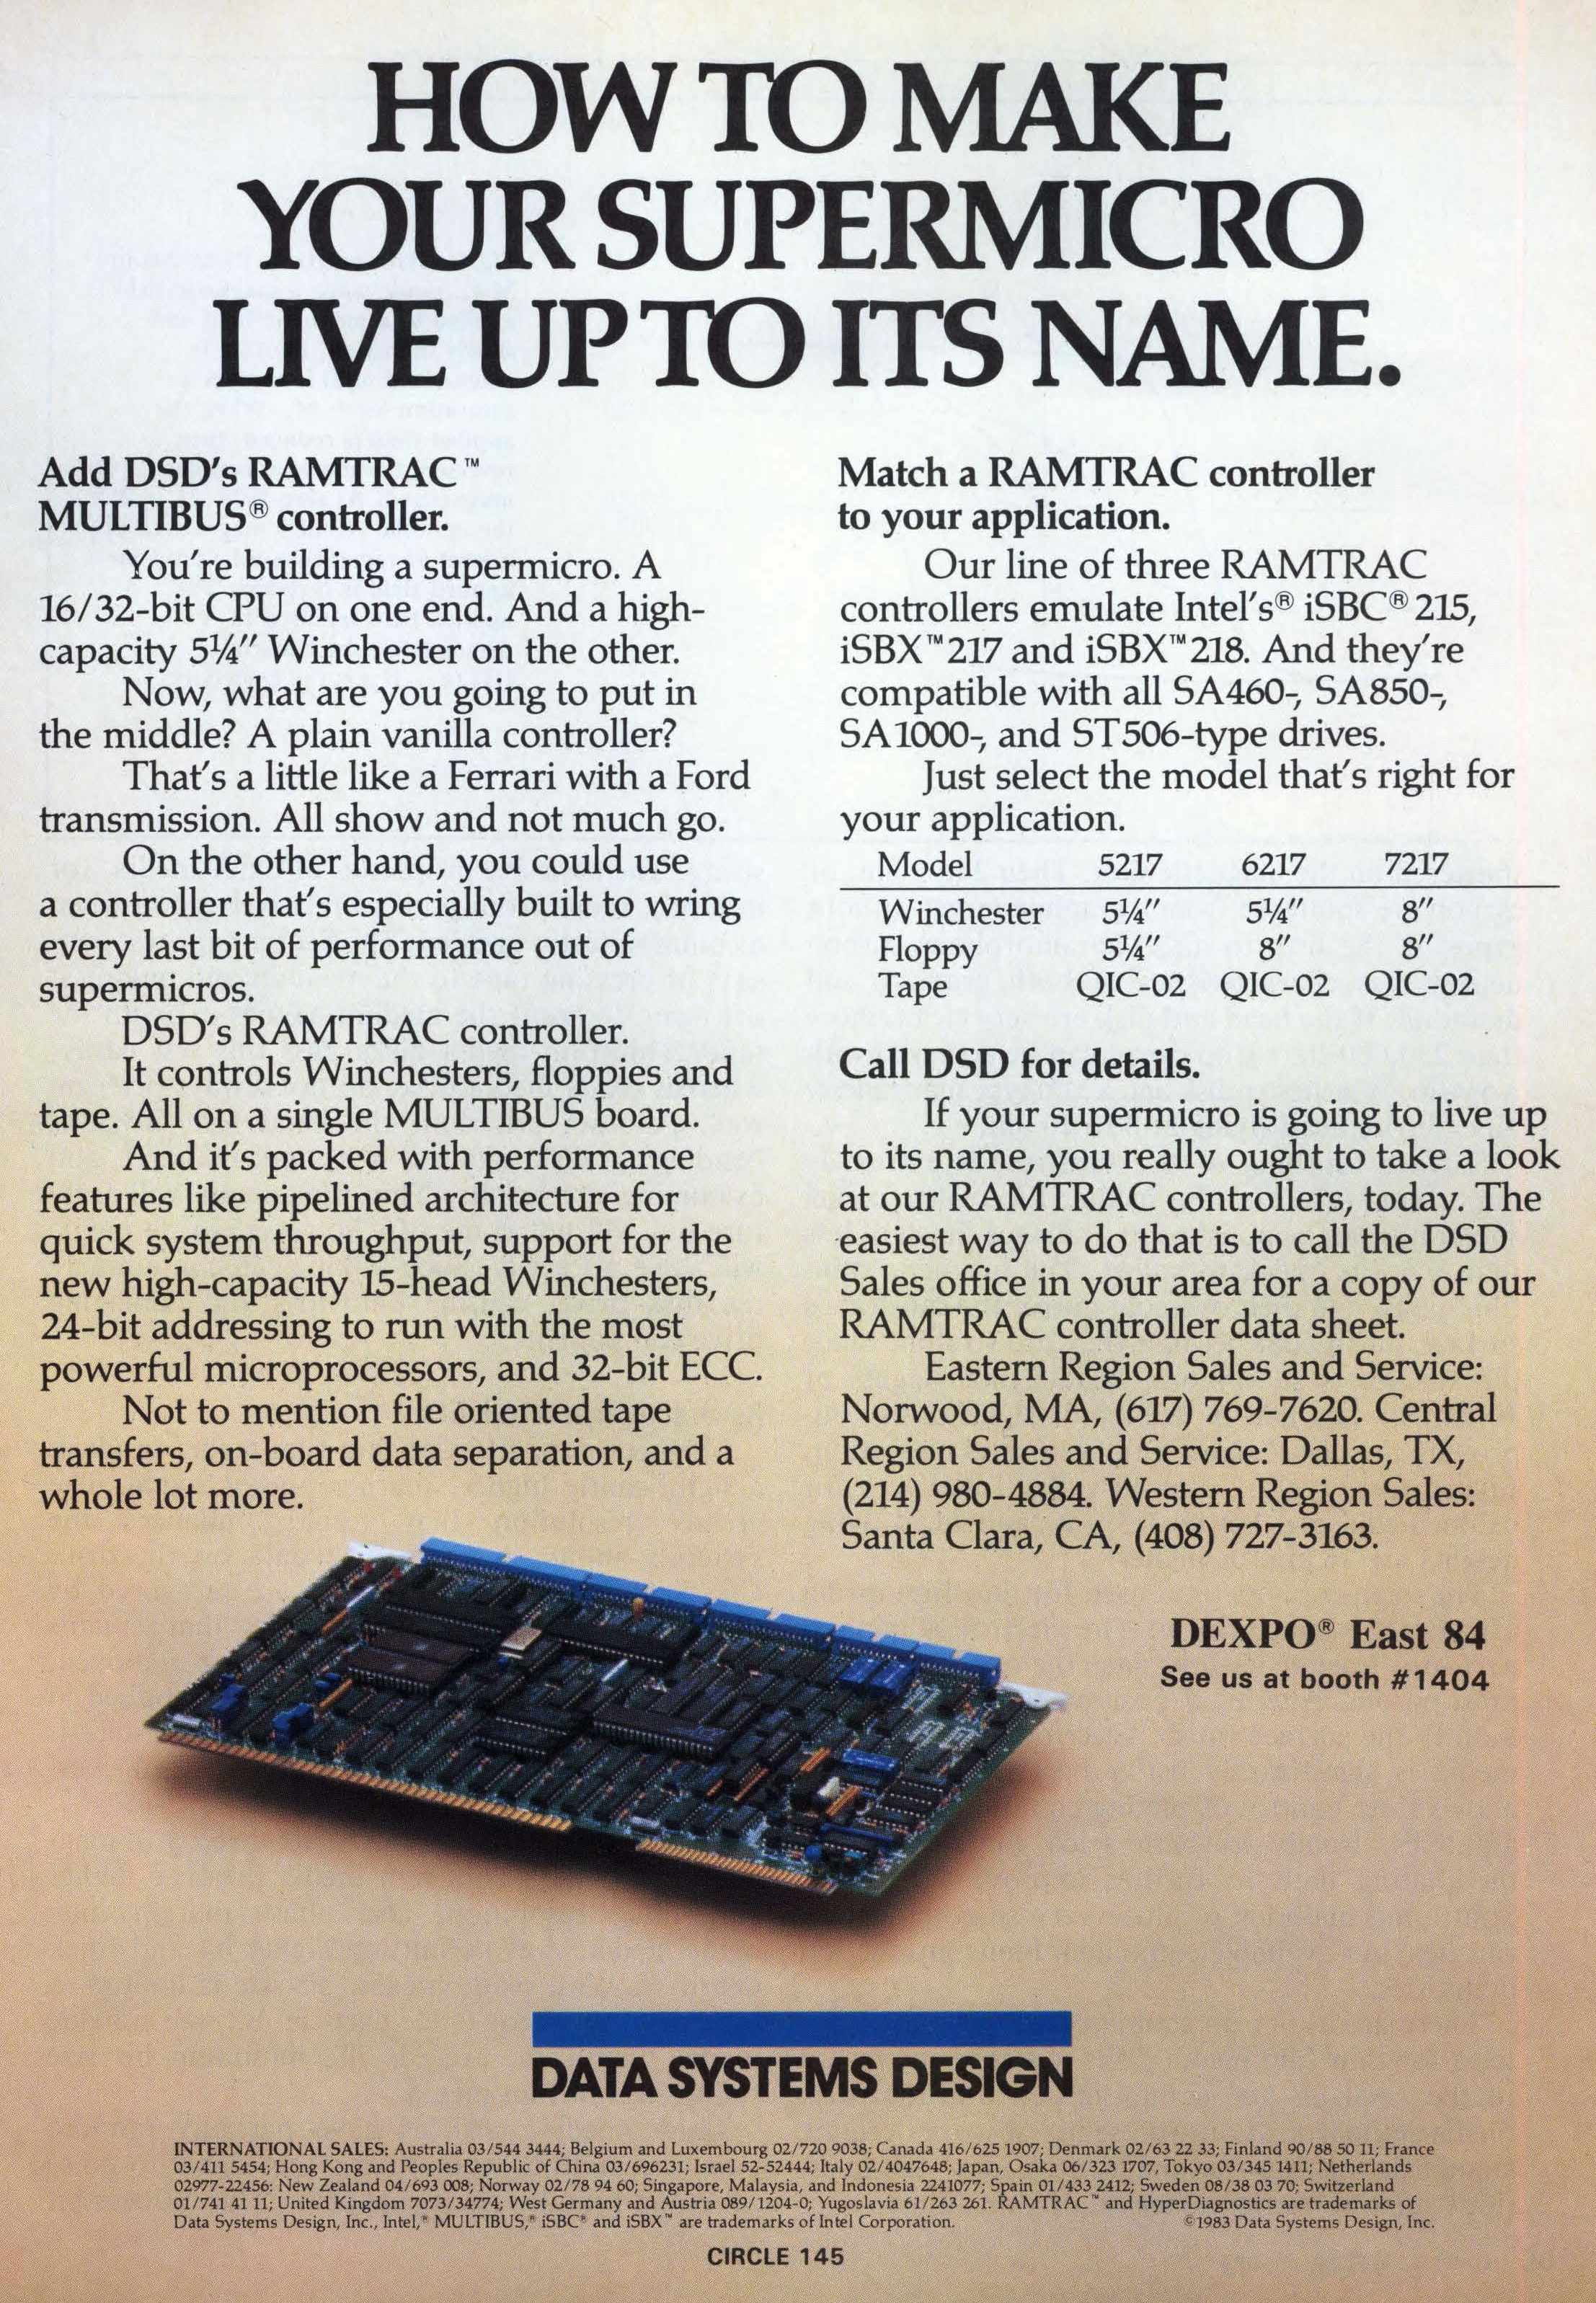 HOW TO MAKE
YOUR SUPERMICRO
LIVE UP TO ITS NAME.
Add DSD's RAMTRAC™
MULTIBUS® controller.
You're building a supermicro. A
16/32-bit CPU on one end. And a high-
capacity 5¼" Winchester on the other.
Now, what are you going to put in
the middle? A plain vanilla controller?
That's a little like a Ferrari with a Ford
transmission. All show and not much go.
On the other hand, you could use
a controller that's especially built to wring
every last bit of performance out of
supermicros.
DSD's RAMTRAC controller.
It controls Winchesters, floppies and
tape. All on a single MULTIBUS board.
And it's packed with performance
features like pipelined architecture for
quick system throughput, support for the
new high-capacity 15-head Winchesters,
24-bit addressing to run with the most
powerful microprocessors, and 32-bit ECC.
Not to mention file oriented tape
transfers, on-board data separation, and a
whole lot more.
Match a RAMTRAC controller
to your application.
Our line of three RAMTRAC
controllers emulate Intel's® iSBC® 215,
iSBX™ 217 and iSBX™ 218. And they're
compatible with all SA460-, SA850-,
SA1000-, and ST506-type drives.
Just select the model that's right for
your application.
Model 5217 6217 7217
Winchester 5¼" 5¼" 8"
Floppy 5¼" 8" 8"
Tape QIC-02 QIC-02 QIC-02
Call DSD for details.
If your supermicro is going to live up
to its name, you really ought to take a look
at our RAMTRAC controllers, today. The
easiest way to do that is to call the DSD
Sales office in your area for a copy of our
RAMTRAC controller data sheet.
Eastern Region Sales and Service:
Norwood, MA, (617) 769-7620. Central
Region Sales and Service: Dallas, TX,
(214) 980-4884. Western Region Sales:
Santa Clara, CA, (408) 727-3163.
DEXPO® East 84
See us at booth #1404
DATA SYSTEMS DESIGN
INTERNATIONAL SALES: Australia 03/544 3444; Belgium and Luxembourg 02/720 9038; Canada 416/625 1907; Denmark 02/63 22 33; Finland 90/88 50 11; France
03/411 5454; Hong Kong and Peoples Republic of China 03/696231; Israel 52-52444; Italy 02/4047648; Japan, Osaka 06/323 1707, Tokyo 03/345 1411; Netherlands
02977-22456: New Zealand 04/693 008; Norway 02/78 94 60; Singapore, Malaysia, and Indonesia 2241077; Spain 01/433 2412; Sweden 08/38 03 70; Switzerland
01/741 41 11; United Kingdom 7073/34774; West Germany and Austria 089/1204-0; Yugoslavia 61/263 261. RAMTRAC™ and HyperDiagnostics are trademarks of
Data Systems Design, Inc., Intel,® MULTIBUS,® iSBC® and iSBX™ are trademarks of Intel Corporation. ©1983 Data Systems Design, Inc.
CIRCLE 145